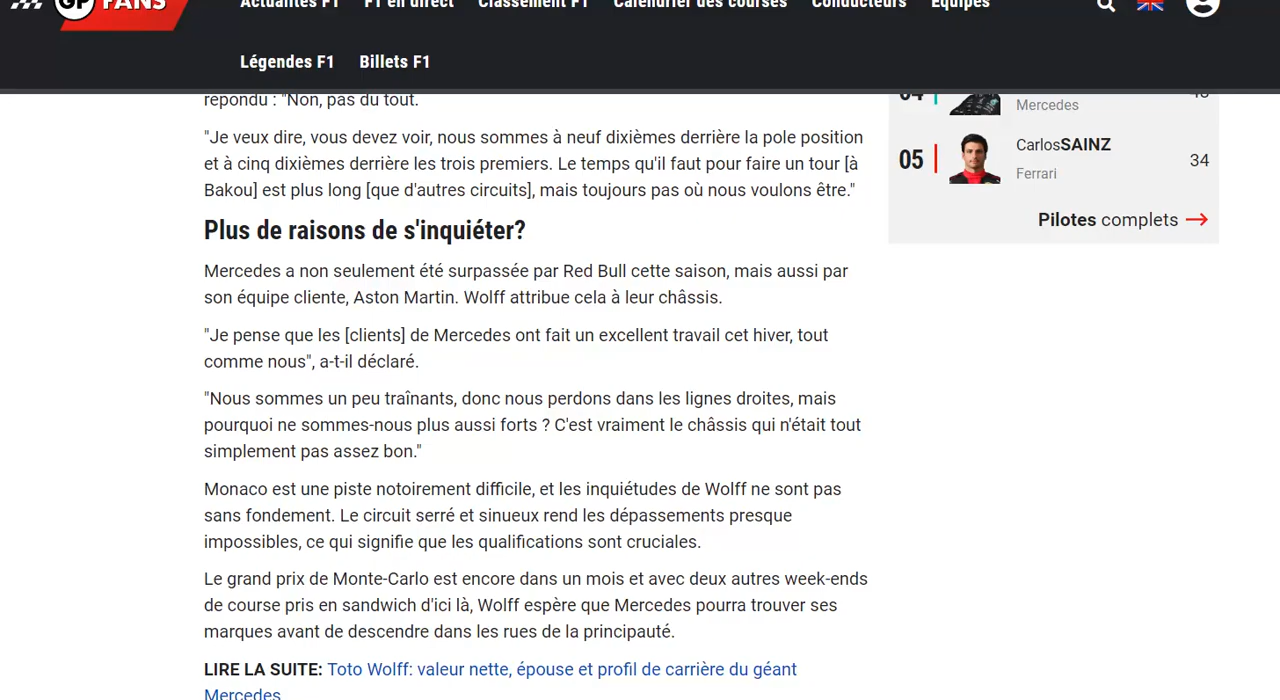 GP FANS
Actualités F1 F1 en direct Classement F1 Calendrier des courses Conducteurs Equipes
Légendes F1 Billets F1
répondu : "Non, pas du tout.
"Je veux dire, vous devez voir, nous sommes à neuf dixièmes derrière la pole position
et à cinq dixièmes derrière les trois premiers. Le temps qu'il faut pour faire un tour [à
Bakou] est plus long [que d'autres circuits], mais toujours pas où nous voulons être."
Plus de raisons de s'inquiéter?
Mercedes a non seulement été surpassée par Red Bull cette saison, mais aussi par
son équipe cliente, Aston Martin. Wolff attribue cela à leur châssis.
"Je pense que les [clients] de Mercedes ont fait un excellent travail cet hiver, tout
comme nous", a-t-il déclaré.
"Nous sommes un peu traînants, donc nous perdons dans les lignes droites, mais
pourquoi ne sommes-nous plus aussi forts ? C'est vraiment le châssis qui n'était tout
simplement pas assez bon."
Monaco est une piste notoirement difficile, et les inquiétudes de Wolff ne sont pas
sans fondement. Le circuit serré et sinueux rend les dépassements presque
impossibles, ce qui signifie que les qualifications sont cruciales.
Le grand prix de Monte-Carlo est encore dans un mois et avec deux autres week-ends
de course pris en sandwich d'ici là, Wolff espère que Mercedes pourra trouver ses
marques avant de descendre dans les rues de la principauté.
LIRE LA SUITE: Toto Wolff: valeur nette, épouse et profil de carrière du géant
Mercedes
04 Mercedes
05 CarlosSAINZ 34
Ferrari
Pilotes complets